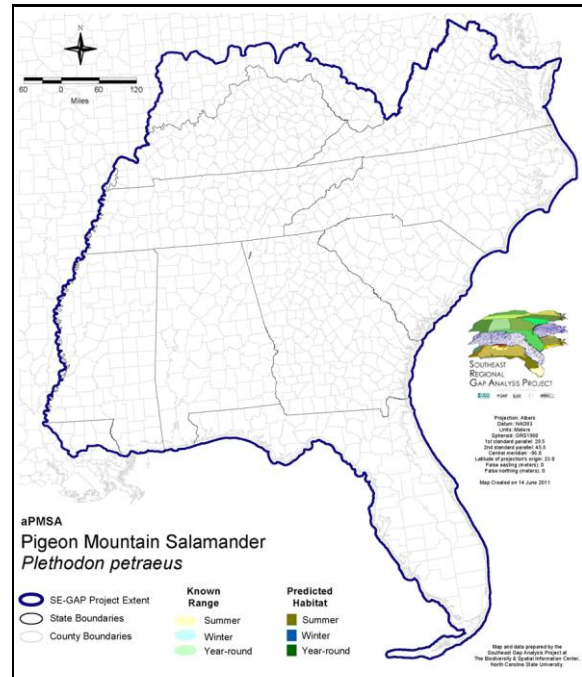 N
60 0 60 120
Miles
SOUTHEAST
REGIONAL
GAP ANALYSIS PROJECT
Projection: Albers
Datum: NAD83
Units: Meters
Spheroid: GRS1980
1st standard parallel: 29.5
2nd standard parallel: 45.5
Central meridian: -96.0
Latitude of projection's origin: 23.0
False easting (meters): 0
False northing (meters): 0
Map Created on 14 June 2011
aPMSA
Pigeon Mountain Salamander
Plethodon petraeus
SE-GAP Project Extent
State Boundaries
County Boundaries
Known
Range
Summer
Winter
Year-round
Predicted
Habitat
Summer
Winter
Year-round
Map and data prepared by the
Southeast Gap Analysis Project at
The Biodiversity & Spatial Information Center,
North Carolina State University.